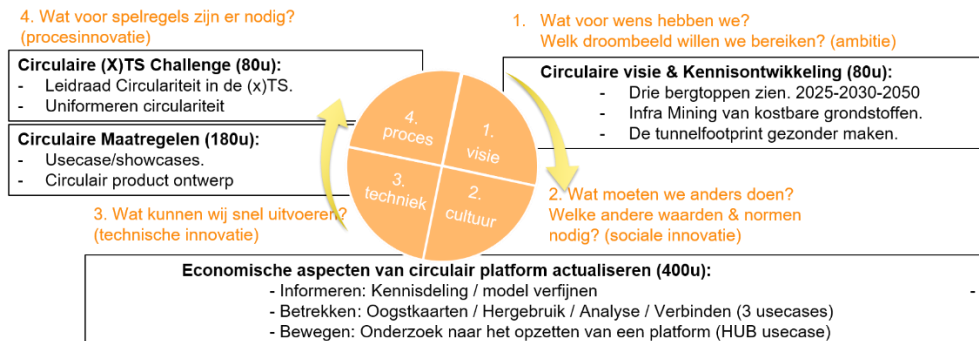 4. Wat voor spelregels zijn er nodig?
(procesinnovatie)
Circulaire (X)TS Challenge (80u):
- Leidraad Circulariteit in de (x)TS.
- Uniformeren circulariteit
Circulaire Maatregelen (180u):
- Usecase/showcases.
- Circulair product ontwerp
3. Wat kunnen wij snel uitvoeren?
(technische innovatie)
4.
proces
1.
visie
3.
techniek
2.
cultuur
1. Wat voor wens hebben we?
Welk droombeeld willen we bereiken? (ambitie)
Circulaire visie & Kennisontwikkeling (80u):
- Drie bergtoppen zien. 2025-2030-2050
- Infra Mining van kostbare grondstoffen.
- De tunnelfootprint gezonder maken.
2. Wat moeten we anders doen?
Welke andere waarden & normen
nodig? (sociale innovatie)
Economische aspecten van circulair platform actualiseren (400u):
- Informeren: Kennisdeling / model verfijnen
- Betrekken: Oogstkaarten / Hergebruik / Analyse / Verbinden (3 usecases)
- Bewegen: Onderzoek naar het opzetten van een platform (HUB usecase)
-